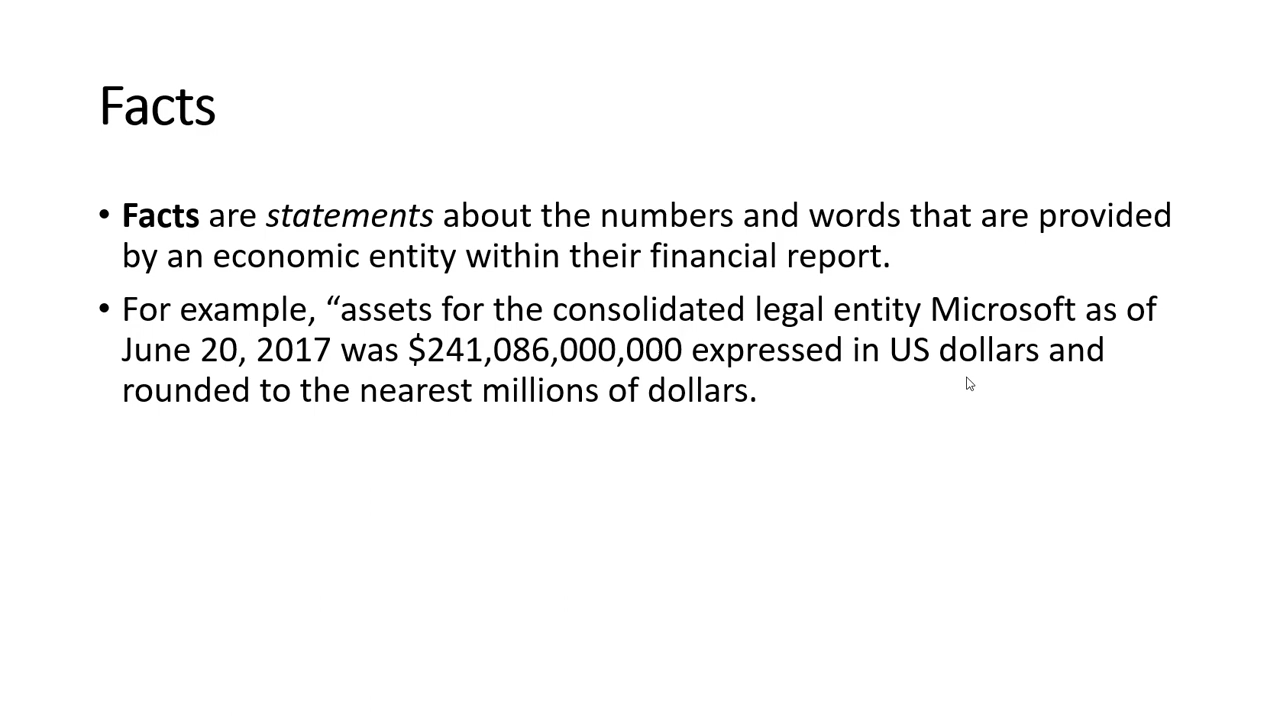 Facts
• Facts are statements about the numbers and words that are provided
by an economic entity within their financial report.
• For example, “assets for the consolidated legal entity Microsoft as of
June 20, 2017 was $241,086,000,000 expressed in US dollars and
rounded to the nearest millions of dollars.